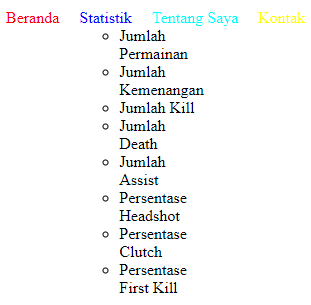 Beranda Statistik Tentang Saya Kontak
Jumlah
Permainan
Jumlah
Kemenangan
Jumlah Kill
Jumlah
Death
Jumlah
Assist
Persentase
Headshot
Persentase
Clutch
Persentase
First Kill